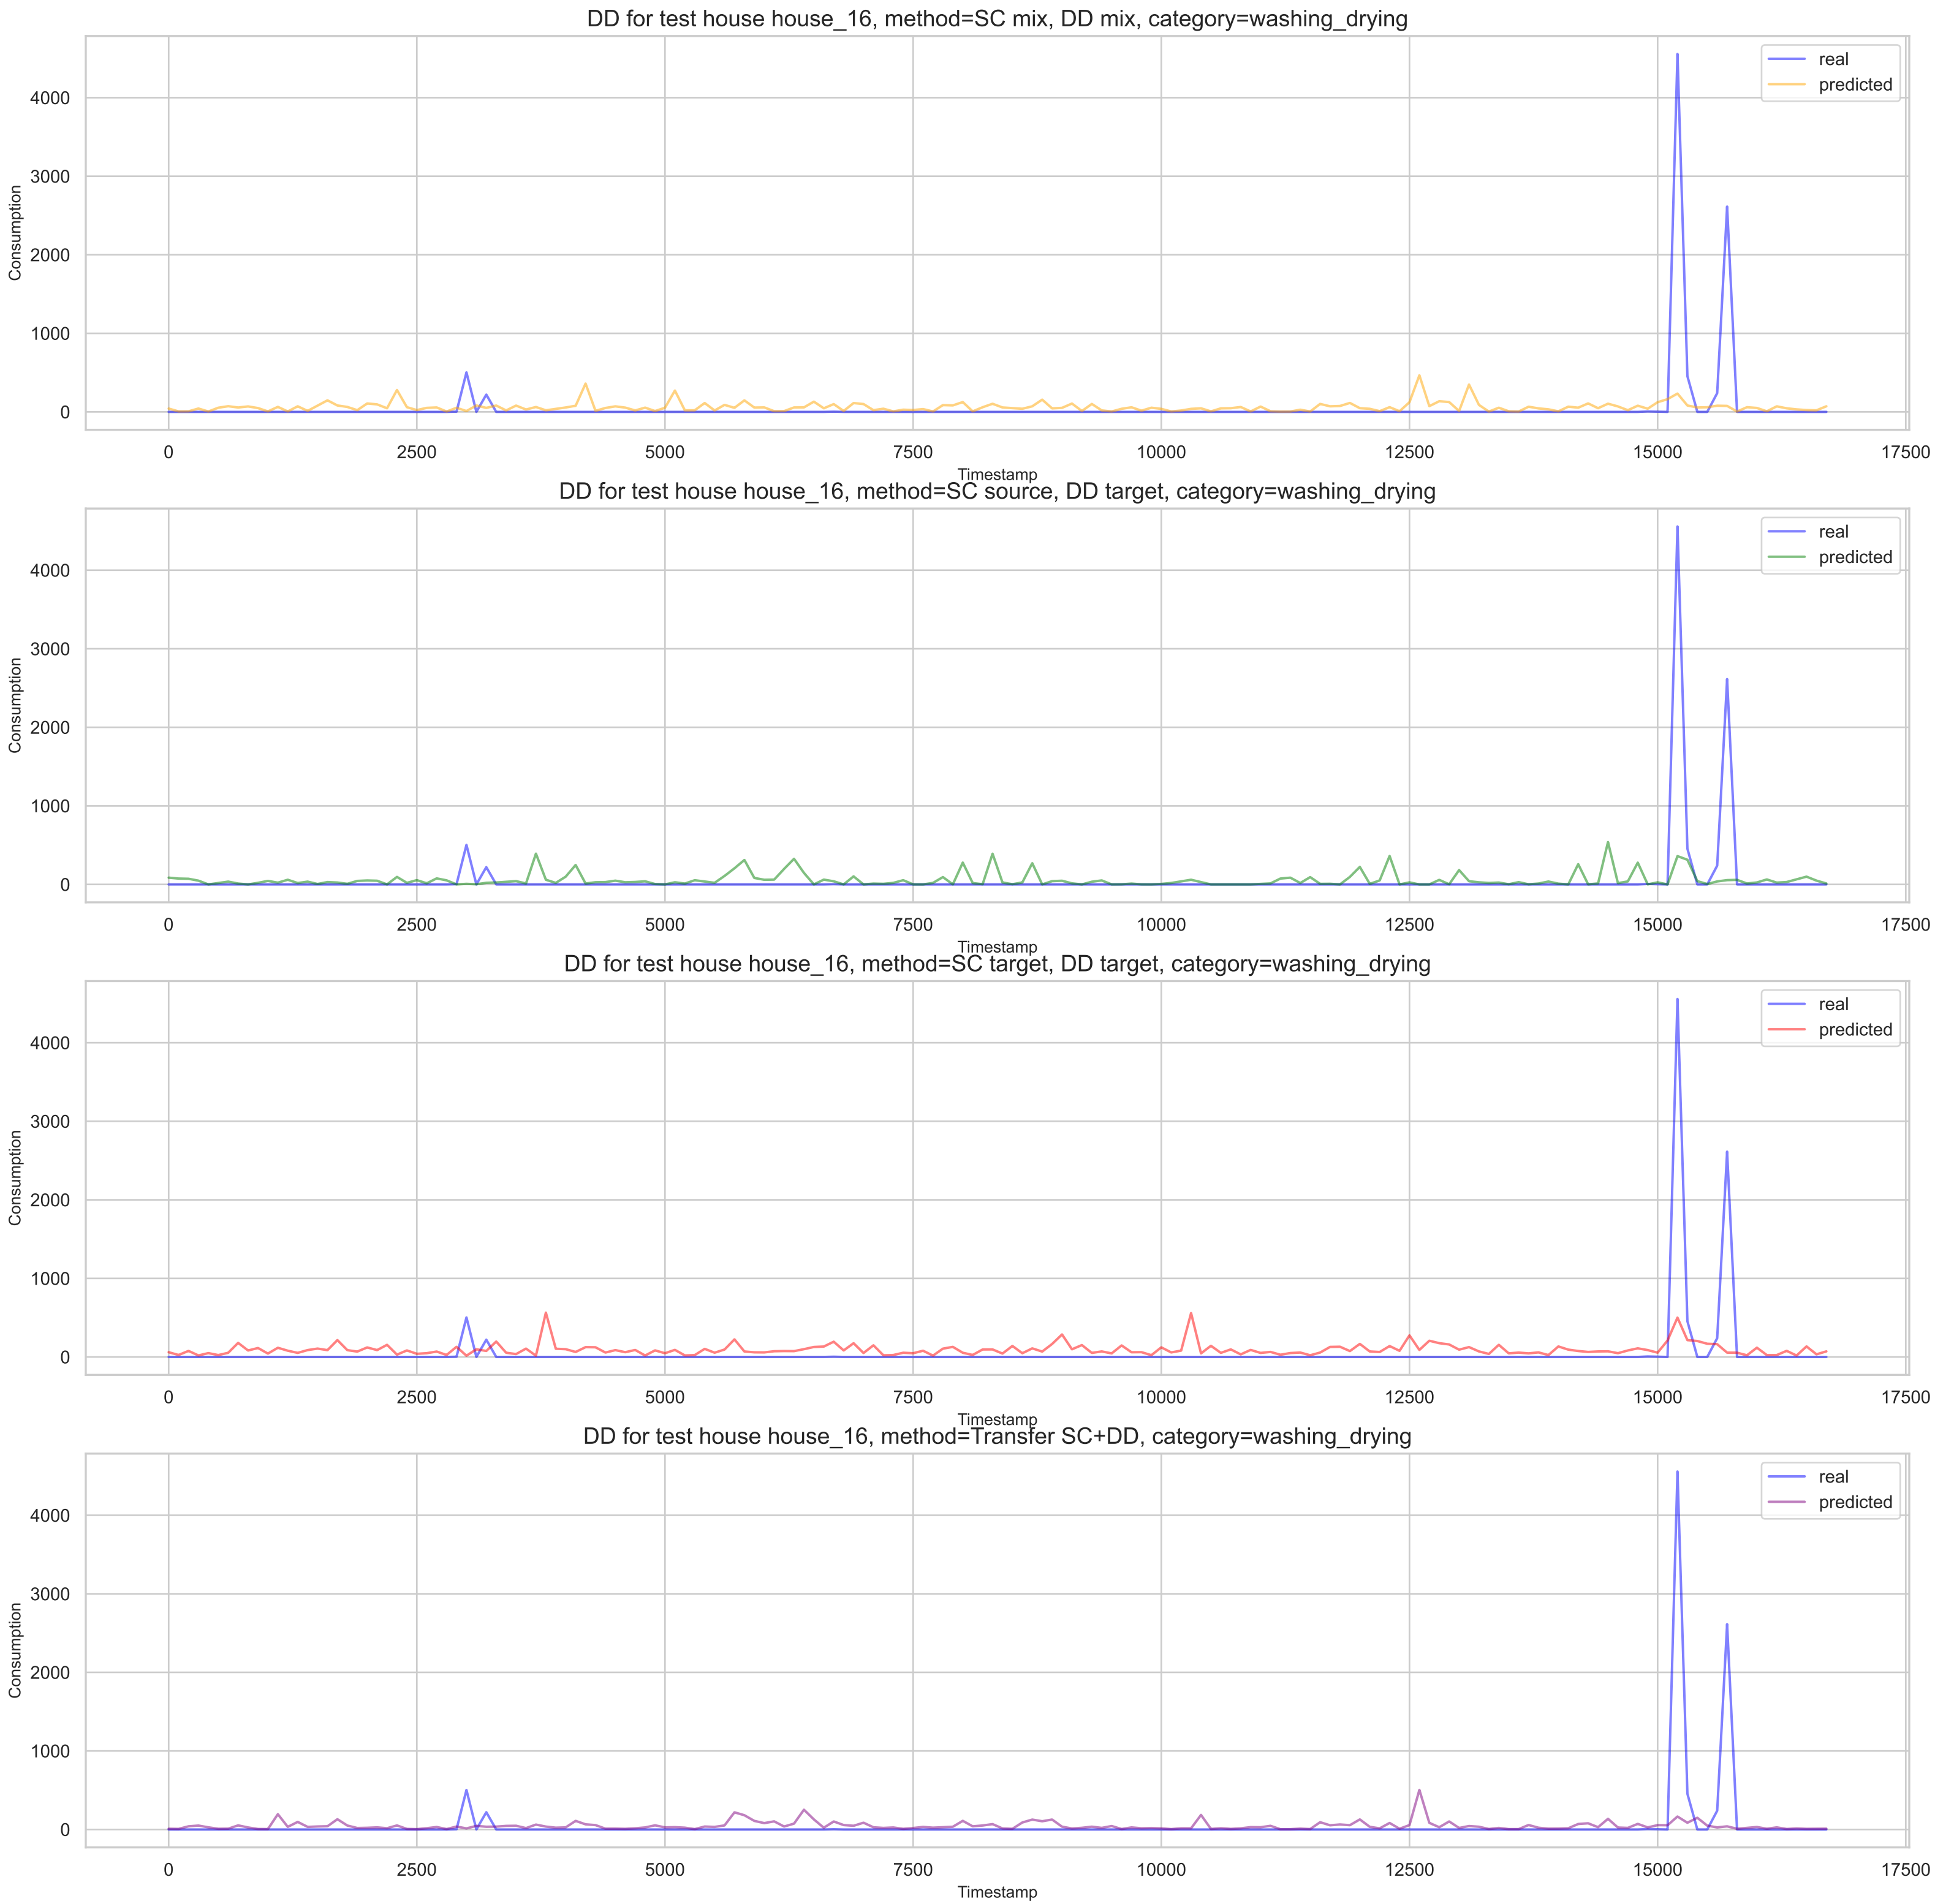 DD for test house house_16, method=SC mix, DD mix, category=washing_drying
real
predicted
4000
3000
2000
1000
0
Consumption
0 2500 5000 7500 10000 12500 15000 17500
Timestamp
DD for test house house_16, method=SC source, DD target, category=washing_drying
real
predicted
4000
3000
2000
1000
0
Consumption
0 2500 5000 7500 10000 12500 15000 17500
Timestamp
DD for test house house_16, method=SC target, DD target, category=washing_drying
real
predicted
4000
3000
2000
1000
0
Consumption
0 2500 5000 7500 10000 12500 15000 17500
Timestamp
DD for test house house_16, method=Transfer SC+DD, category=washing_drying
real
predicted
4000
3000
2000
1000
0
Consumption
0 2500 5000 7500 10000 12500 15000 17500
Timestamp